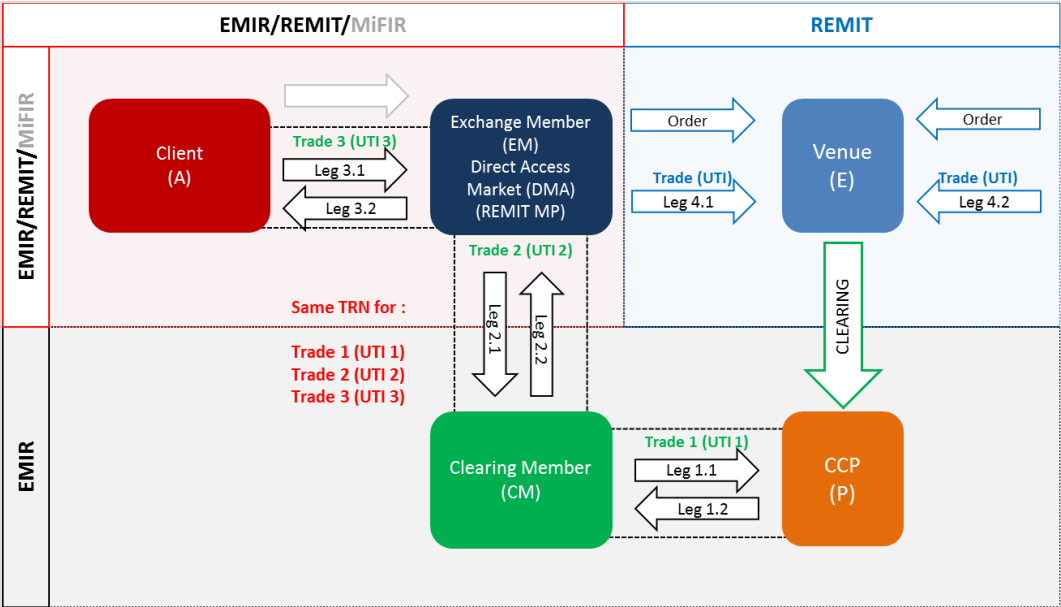 EMIR/REMIT/MiFIR
REMIT
EMIR/REMIT/MiFIR
EMIR
Client
(A)
Trade 3 (UTI 3)
Leg 3.1
Leg 3.2
Exchange Member
(EM)
Direct Access
Market (DMA)
(REMIT MP)
Order
Trade (UTI)
Leg 4.1
Venue
(E)
Order
Trade (UTI)
Leg 4.2
Trade 2 (UTI 2)
Leg 2.1
Leg 2.2
CLEARING
Same TRN for :
Trade 1 (UTI 1)
Trade 2 (UTI 2)
Trade 3 (UTI 3)
Clearing Member
(CM)
Trade 1 (UTI 1)
Leg 1.1
Leg 1.2
CCP
(P)